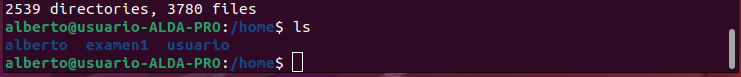 2539 directories, 3780 files
alberto@usuario-ALDA-PRO:/home$ ls
alberto  examen1  usuario
alberto@usuario-ALDA-PRO:/home$